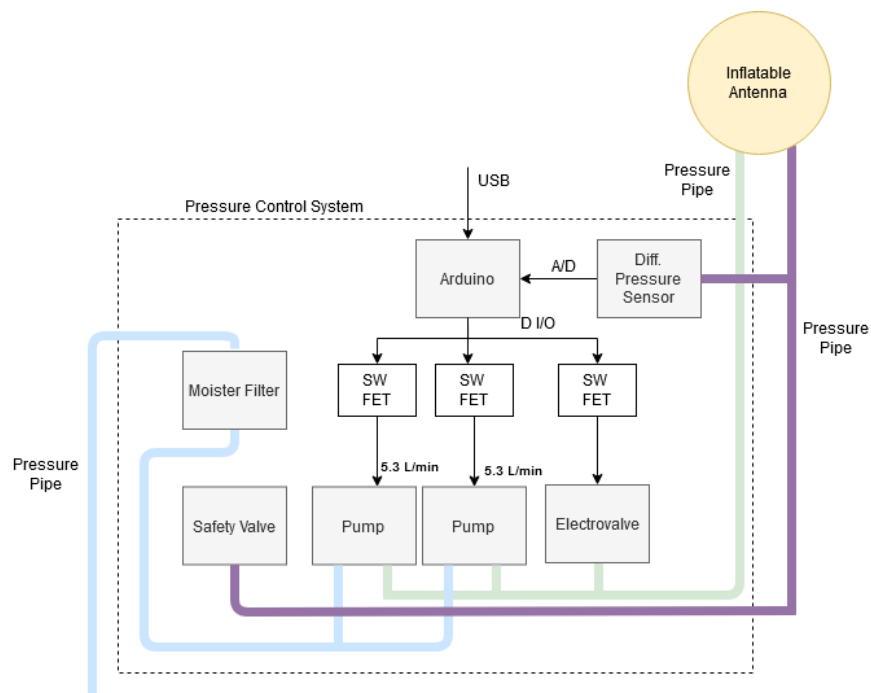 Inflatable
Antenna
Pressure
Pipe
USB
Pressure Control System
Arduino
A/D
Diff.
Pressure
Sensor
D I/O
Pressure
Pipe
Moister Filter
SW
FET
SW
FET
SW
FET
Pressure
Pipe
5.3 L/min
5.3 L/min
Safety Valve
Pump
Pump
Electrovalve